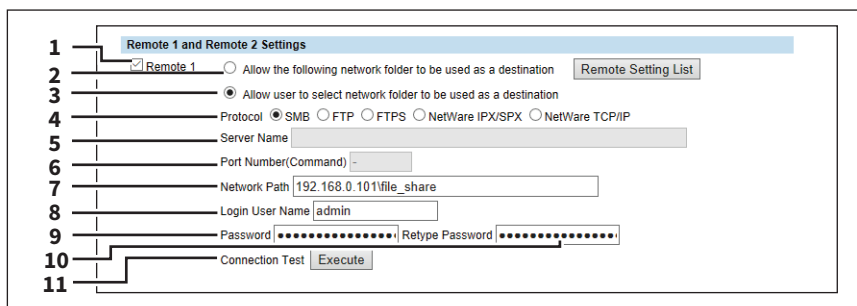 Remote 1 and Remote 2 Settings
1
Remote 1
2 Allow the following network folder to be used as a destination Remote Setting List
3 Allow user to select network folder to be used as a destination
4 Protocol SMB FTP FTPS NetWare IPX/SPX NetWare TCP/IP
5 Server Name
6 Port Number(Command) -
7 Network Path 192.168.0.101\file_share
8 Login User Name admin
9 Password ●●●●●●●●●●●●●●● Retype Password ●●●●●●●●●●●●●●●
10
11 Connection Test Execute